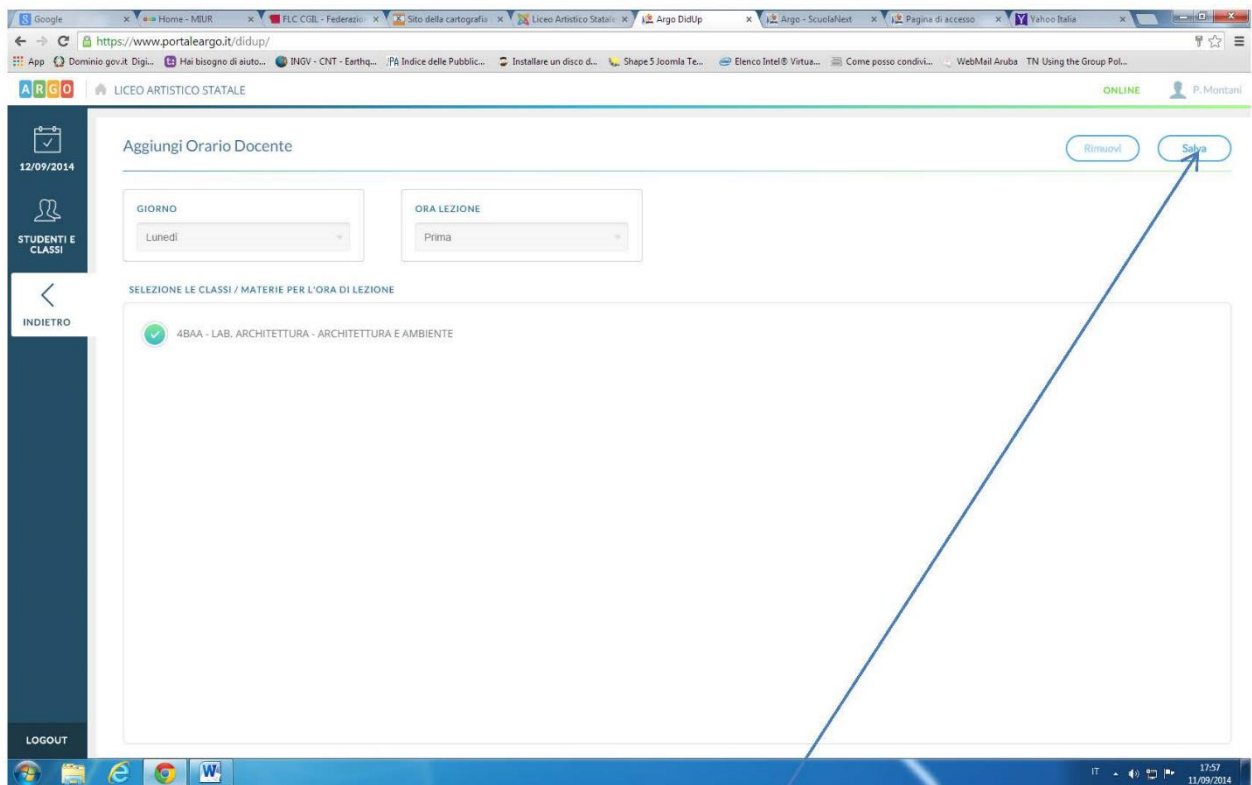 Google Home - MIUR FLC CGIL - Federazion Sito della cartografia Liceo Artistico Statale Argo DidUp Argo - ScuolaNext Pagina di accesso Yahoo Italia
https://www.portaleargo.it/didup/
App Dominio gov.it Digi... Hai bisogno di aiuto... INGV - CNT - Earthq... iPA Indice delle Pubblic... Installare un disco d... Shape 5 Joomla Te... Elenco Intel® Virtua... Come posso condivi... WebMail Aruba TN Using the Group Pol...
ARGO LICEO ARTISTICO STATALE ONLINE P. Montani
12/09/2014
Aggiungi Orario Docente Rimuovi Salva
STUDENTI E
CLASSI
GIORNO ORA LEZIONE
Lunedì Prima
INDIETRO
SELEZIONE LE CLASSI / MATERIE PER L'ORA DI LEZIONE
4BAA - LAB. ARCHITETTURA - ARCHITETTURA E AMBIENTE
LOGOUT
IT 17:57
11/09/2014